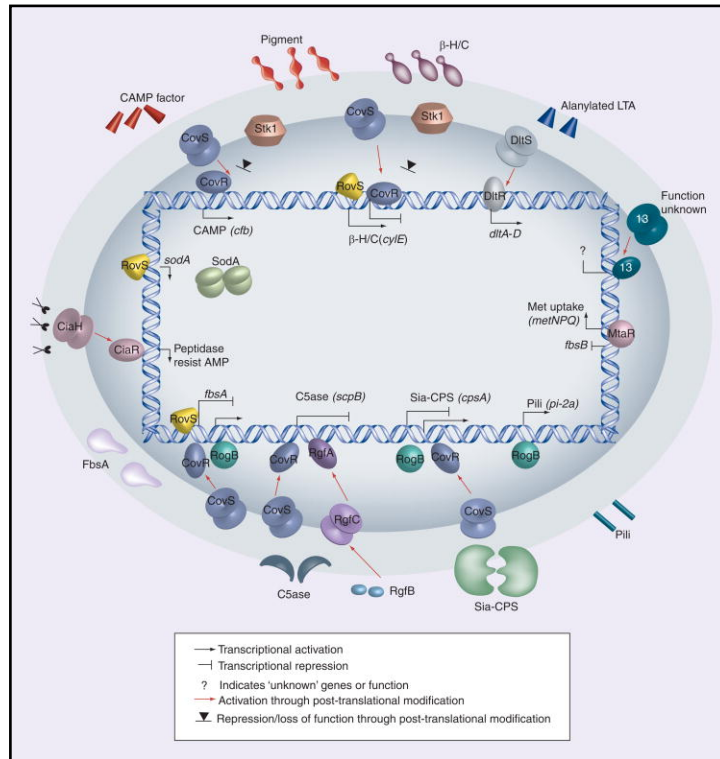 Pigment
β-H/C
CAMP factor
Alanylated LTA
CovS
Stk1
CovS
Stk1
DltS
Function
unknown
CovR
RovS
CovR
DltR
13
CAMP (cfb)
β-H/C(cylE)
dltA-D
?
13
RovS
sodA
SodA
Met uptake
(metNPQ)
MtaR
fbsB
CiaH
CiaR
Peptidase
resist AMP
fbsA
C5ase (scpB)
Sia-CPS (cpsA)
Pili (pi-2a)
RovS
CovR
RogB
CovR
RgfA
RogB
CovR
RogB
FbsA
CovS
CovS
RgfC
CovS
Pili
C5ase
RgfB
Sia-CPS
Transcriptional activation
Transcriptional repression
? Indicates ‘unknown’ genes or function
Activation through post-translational modification
Repression/loss of function through post-translational modification